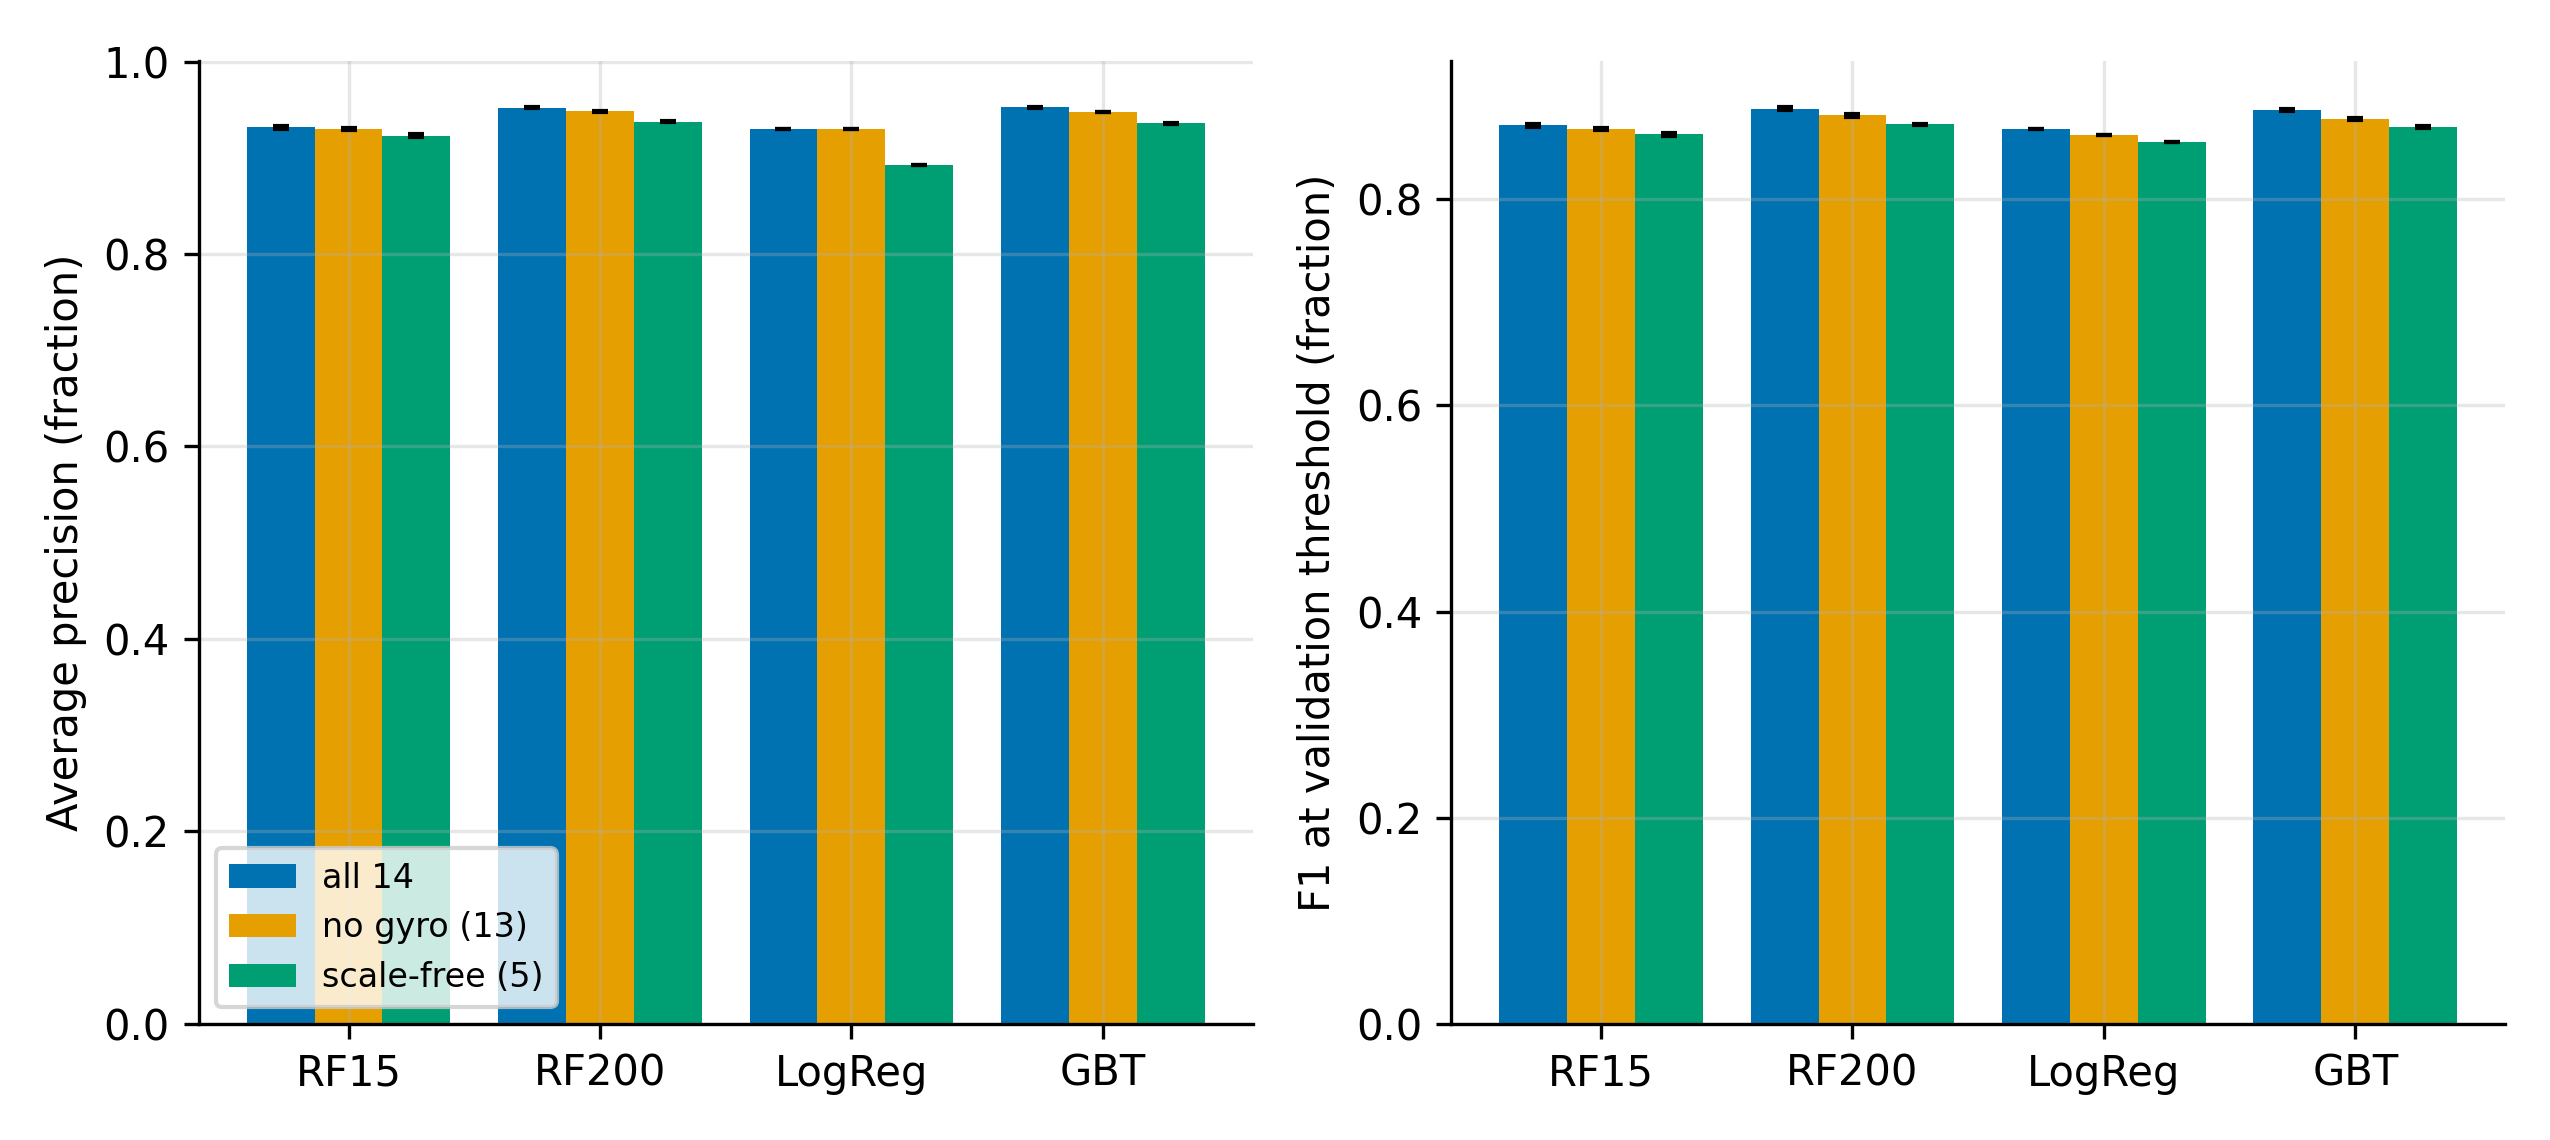 Average precision (fraction)
1.0
0.8
0.6
0.4
0.2
0.0
all 14
no gyro (13)
scale-free (5)
RF15
RF200
LogReg
GBT
F1 at validation threshold (fraction)
0.8
0.6
0.4
0.2
0.0
RF15
RF200
LogReg
GBT